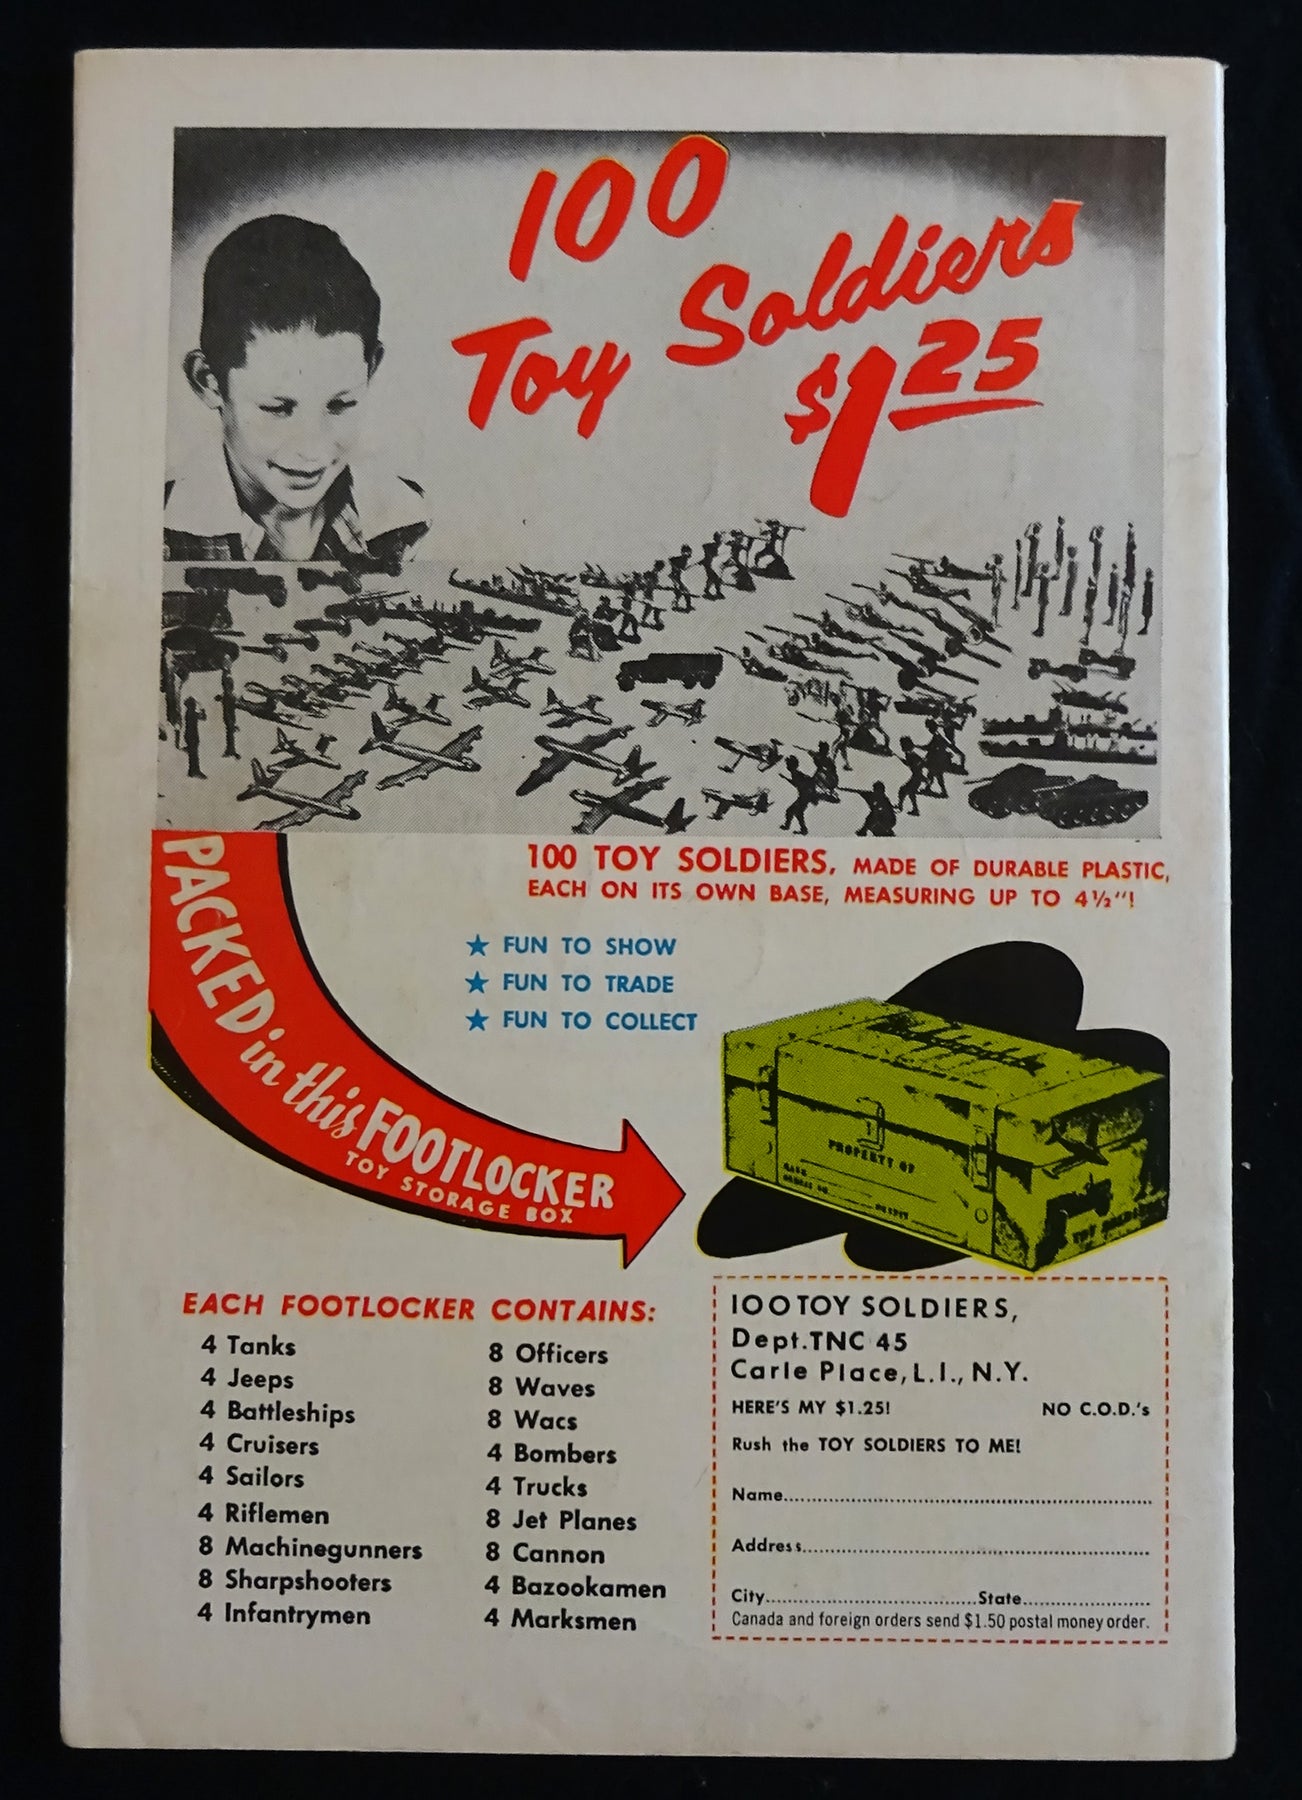 100
Toy Soldiers
$1 25
100 TOY SOLDIERS, MADE OF DURABLE PLASTIC,
EACH ON ITS OWN BASE, MEASURING UP TO 4½"!
★ FUN TO SHOW
★ FUN TO TRADE
★ FUN TO COLLECT
PACKED in this FOOTLOCKER
TOY STORAGE BOX
PROPERTY OF
TOY SOLDIERS
EACH FOOTLOCKER CONTAINS:
4 Tanks
4 Jeeps
4 Battleships
4 Cruisers
4 Sailors
4 Riflemen
8 Machinegunners
8 Sharpshooters
4 Infantrymen
8 Officers
8 Waves
8 Wacs
4 Bombers
4 Trucks
8 Jet Planes
8 Cannon
4 Bazookamen
4 Marksmen
100 TOY SOLDIERS,
Dept. TNC 45
Carle Place, L.I., N.Y.
HERE'S MY $1.25! NO C.O.D.'s
Rush the TOY SOLDIERS TO ME!
Name
Address
City State
Canada and foreign orders send $1.50 postal money order.